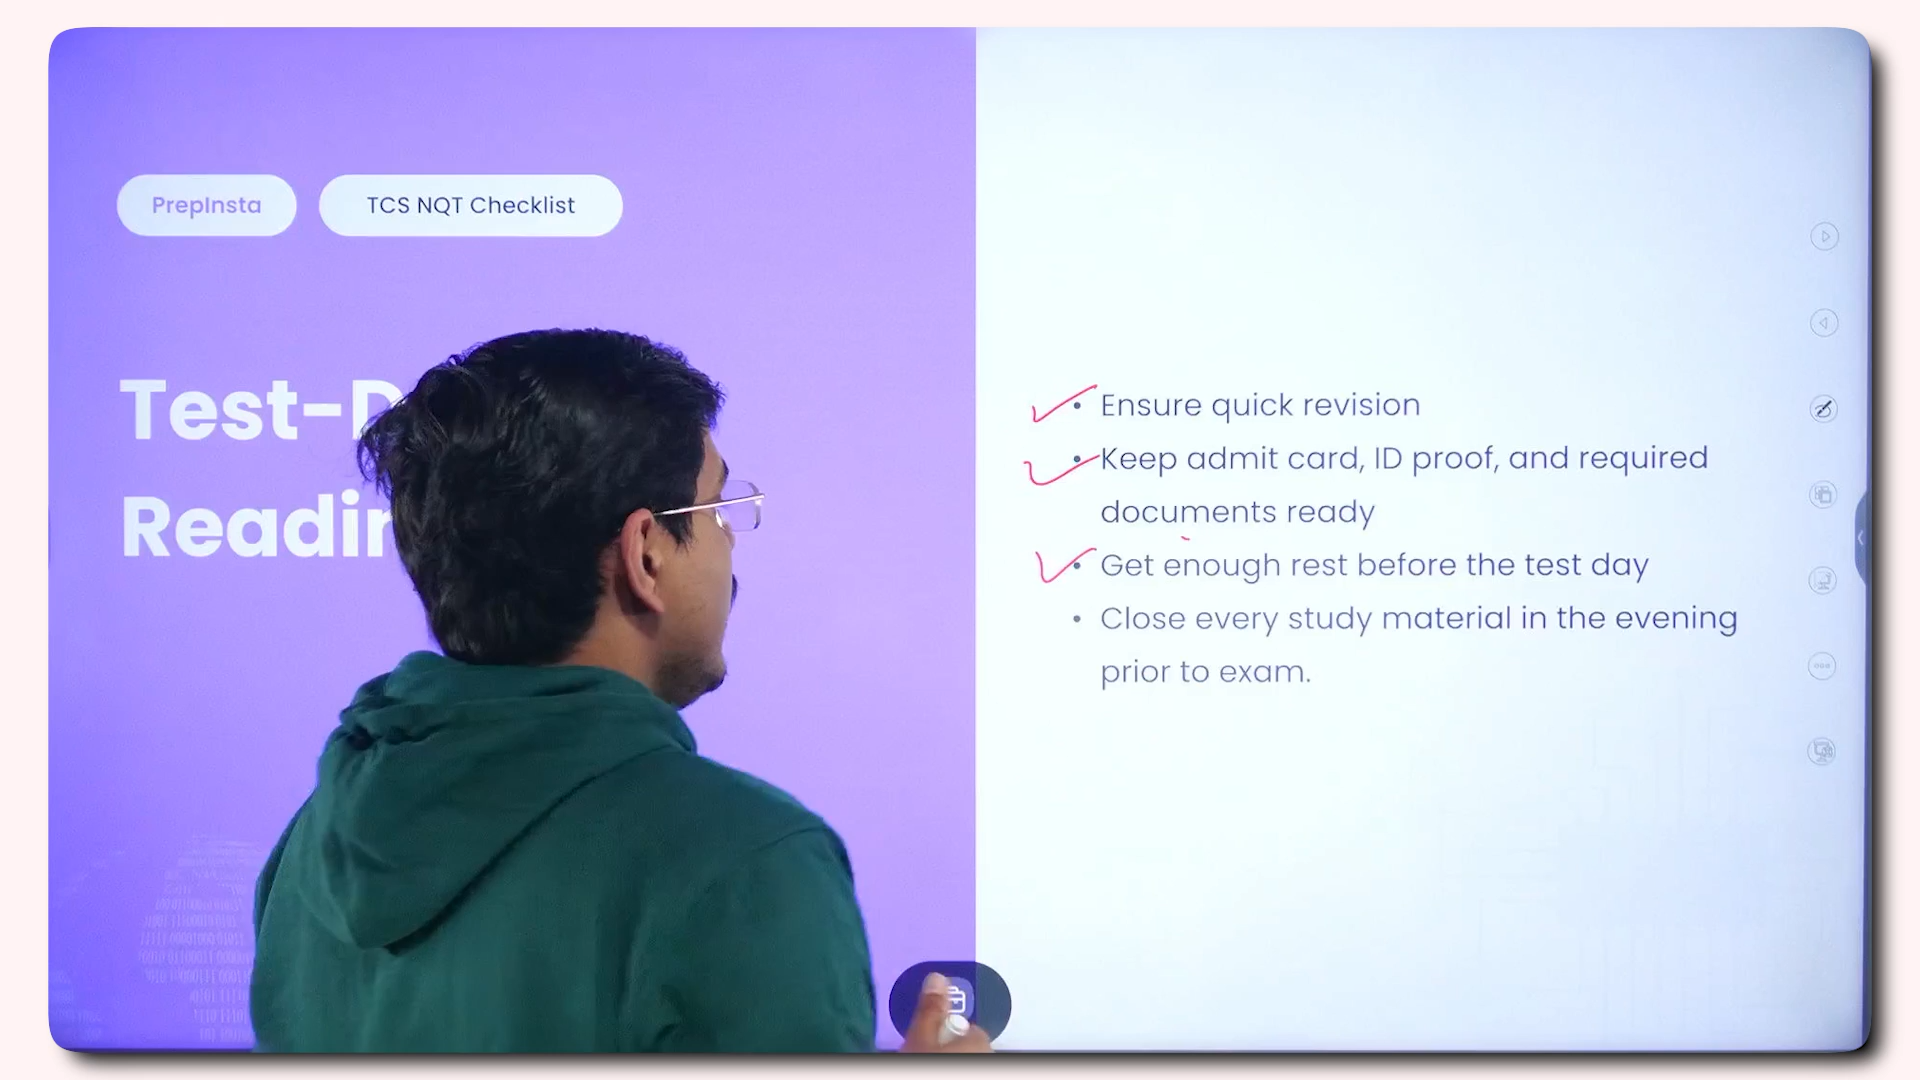 PrepInsta
TCS NQT Checklist
Test-D
Readin
• Ensure quick revision
• Keep admit card, ID proof, and required
documents ready
• Get enough rest before the test day
• Close every study material in the evening
prior to exam.